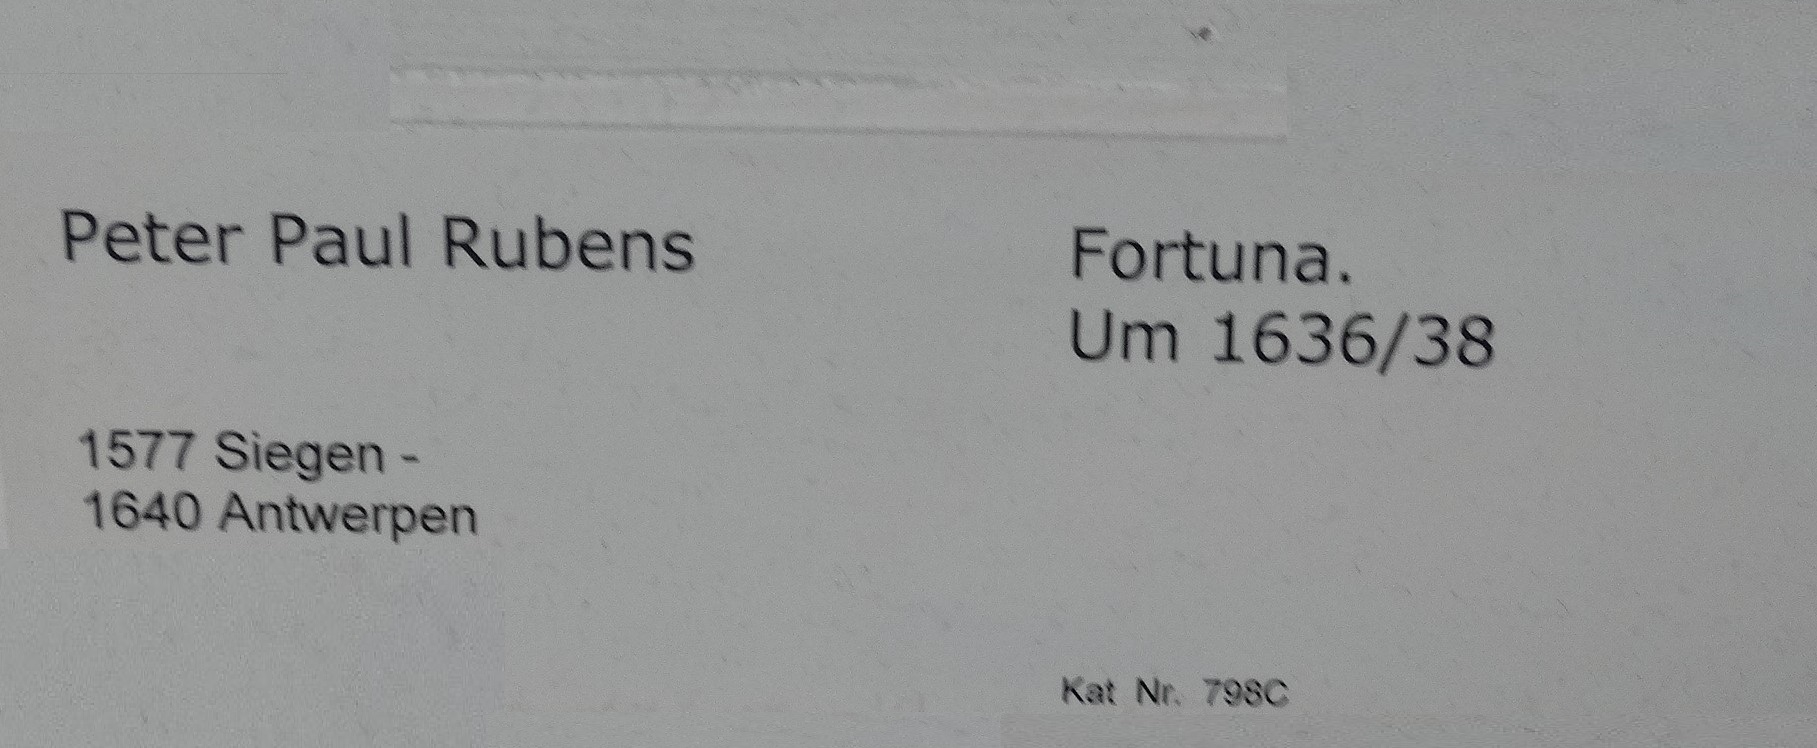 Peter Paul Rubens
1577 Siegen -
1640 Antwerpen
Fortuna.
Um 1636/38
Kat Nr. 798C